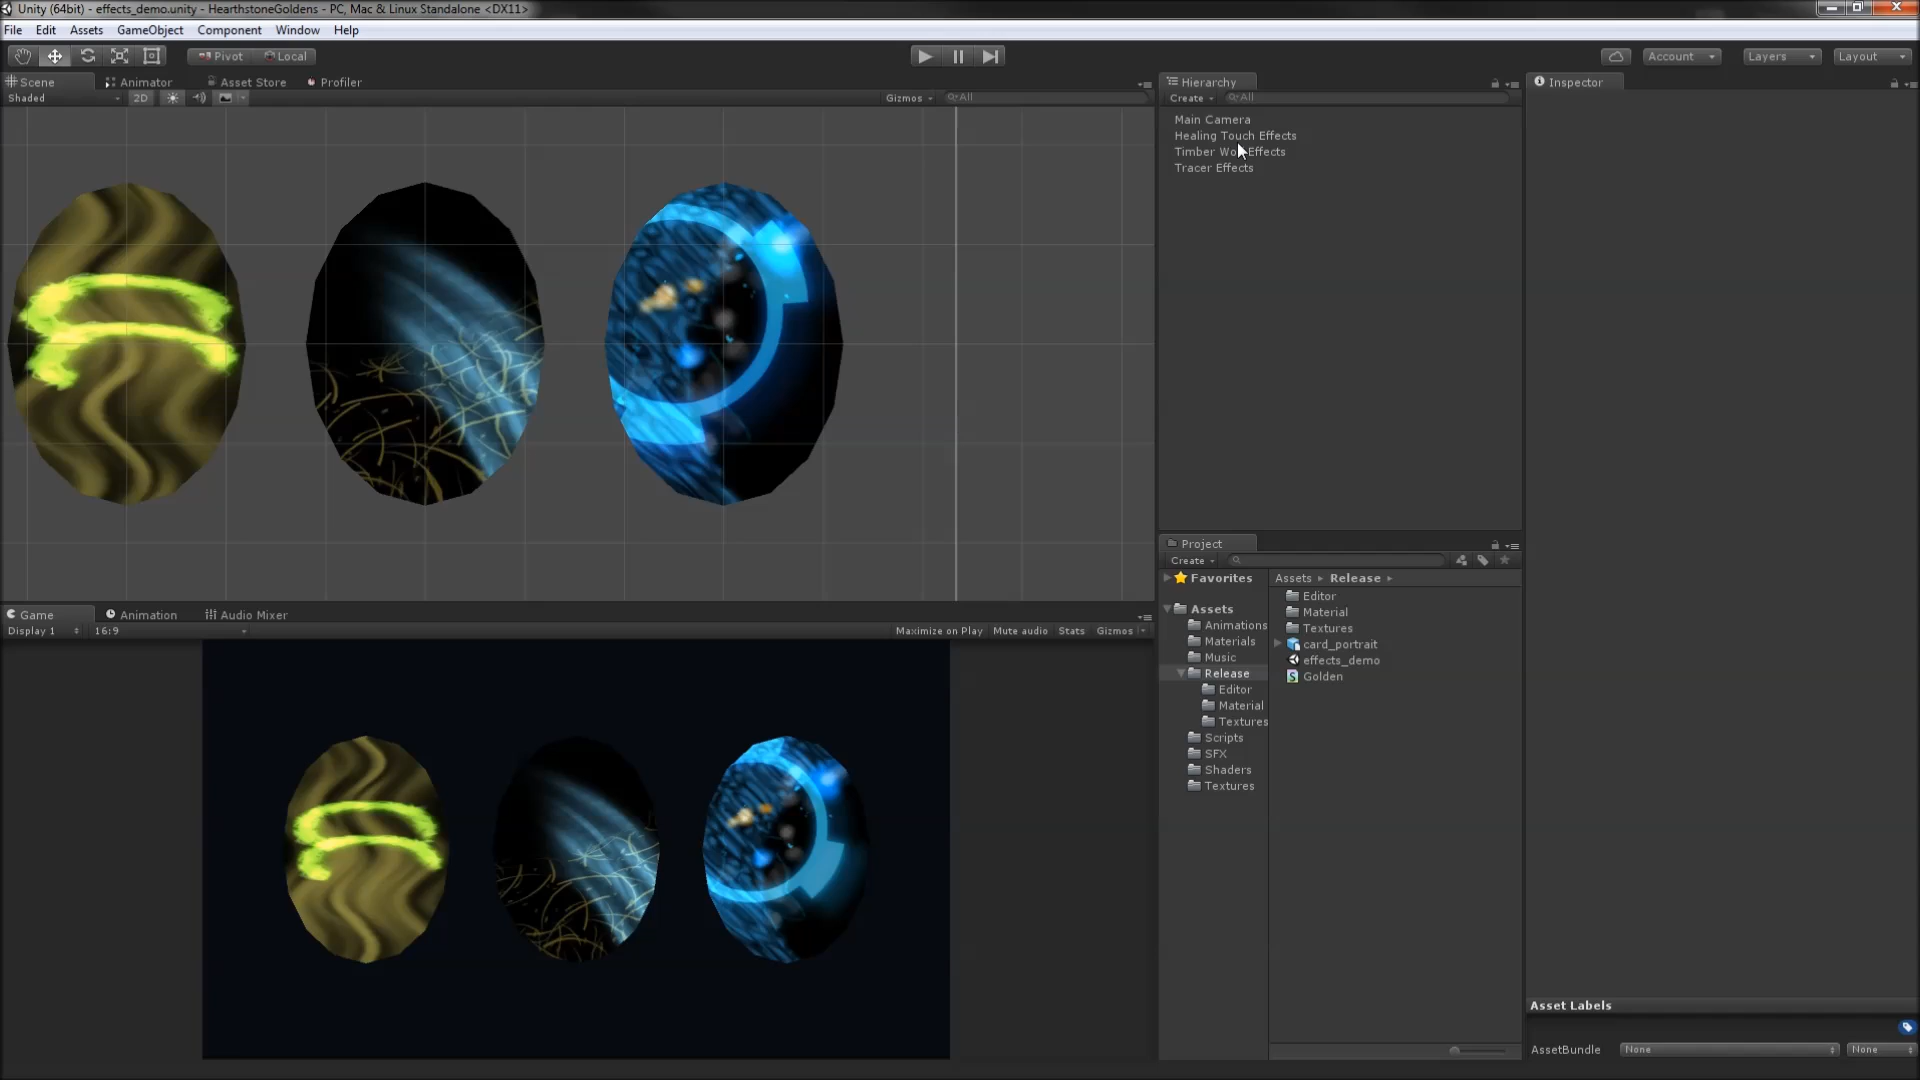 Unity (64bit) - effects_demo.unity - HearthstoneGoldens - PC, Mac & Linux Standalone <DX11>
File Edit Assets GameObject Component Window Help
Pivot Local Account Layers Layout
Scene Animator Asset Store Profiler
Shaded 2D Gizmos All
Hierarchy
Create All
Main Camera
Healing Touch Effects
Timber Wo Effects
Tracer Effects
Inspector
Game Animation Audio Mixer
Display 1 16:9 Maximize on Play Mute audio Stats Gizmos
Project
Create
Favorites
Assets
Animations
Materials
Music
Release
Editor
Material
Textures
Scripts
SFX
Shaders
Textures
Assets Release
Editor
Material
Textures
card_portrait
effects_demo
Golden
Asset Labels
AssetBundle None None